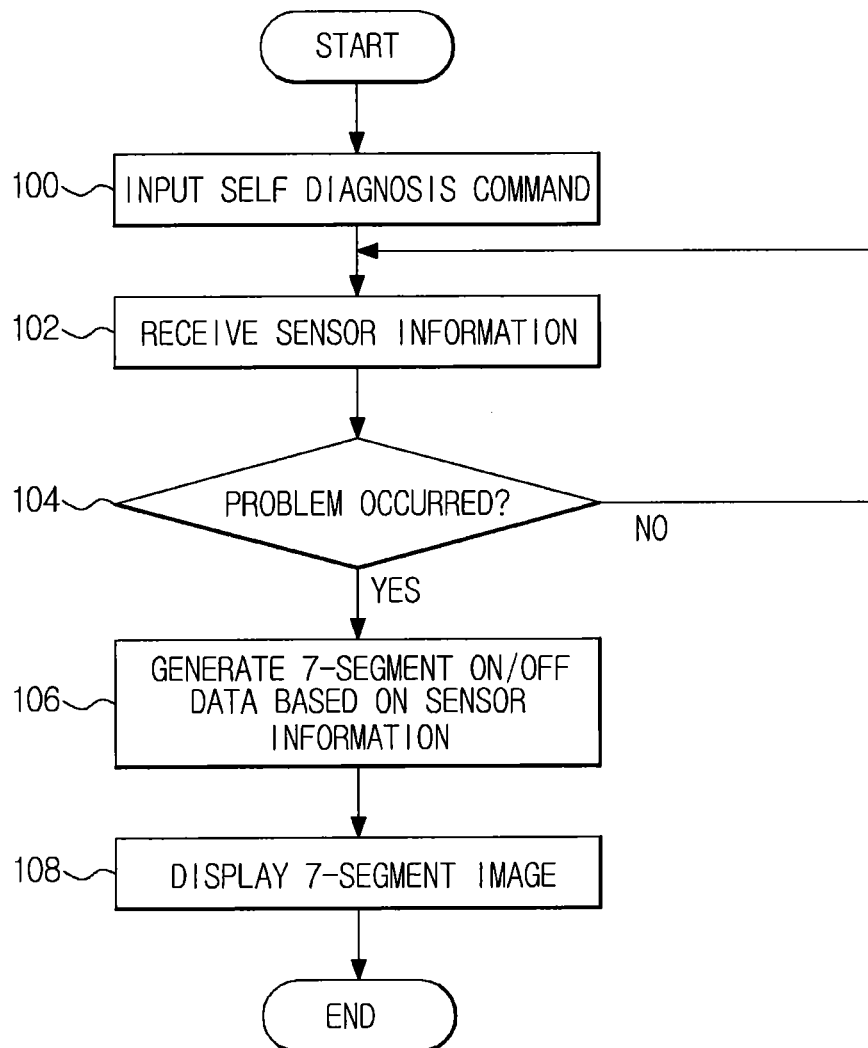 START
100
INPUT SELF DIAGNOSIS COMMAND
102
RECEIVE SENSOR INFORMATION
104
PROBLEM OCCURRED?
NO
YES
106
GENERATE 7-SEGMENT ON/OFF
DATA BASED ON SENSOR
INFORMATION
108
DISPLAY 7-SEGMENT IMAGE
END